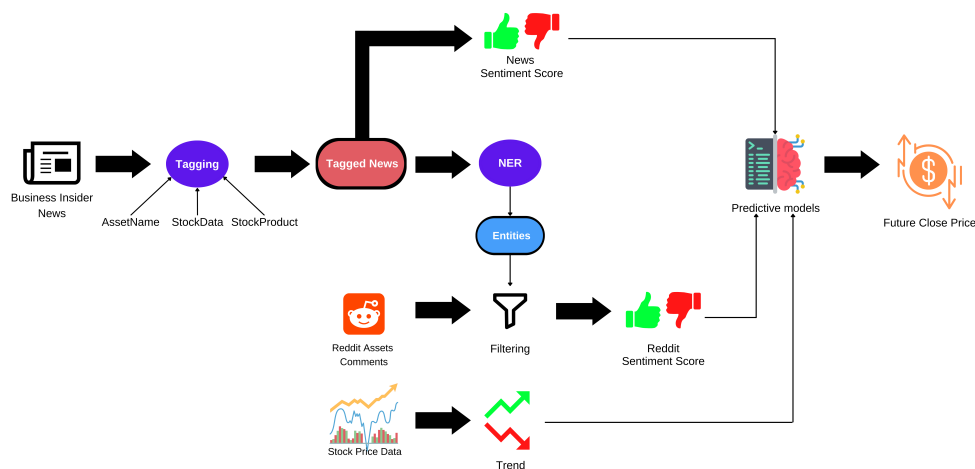 News
Sentiment Score
Business Insider
News
Tagging
AssetName
StockData
StockProduct
Tagged News
NER
Entities
Predictive models
Future Close Price
Reddit Assets
Comments
Filtering
Reddit
Sentiment Score
Stock Price Data
Trend